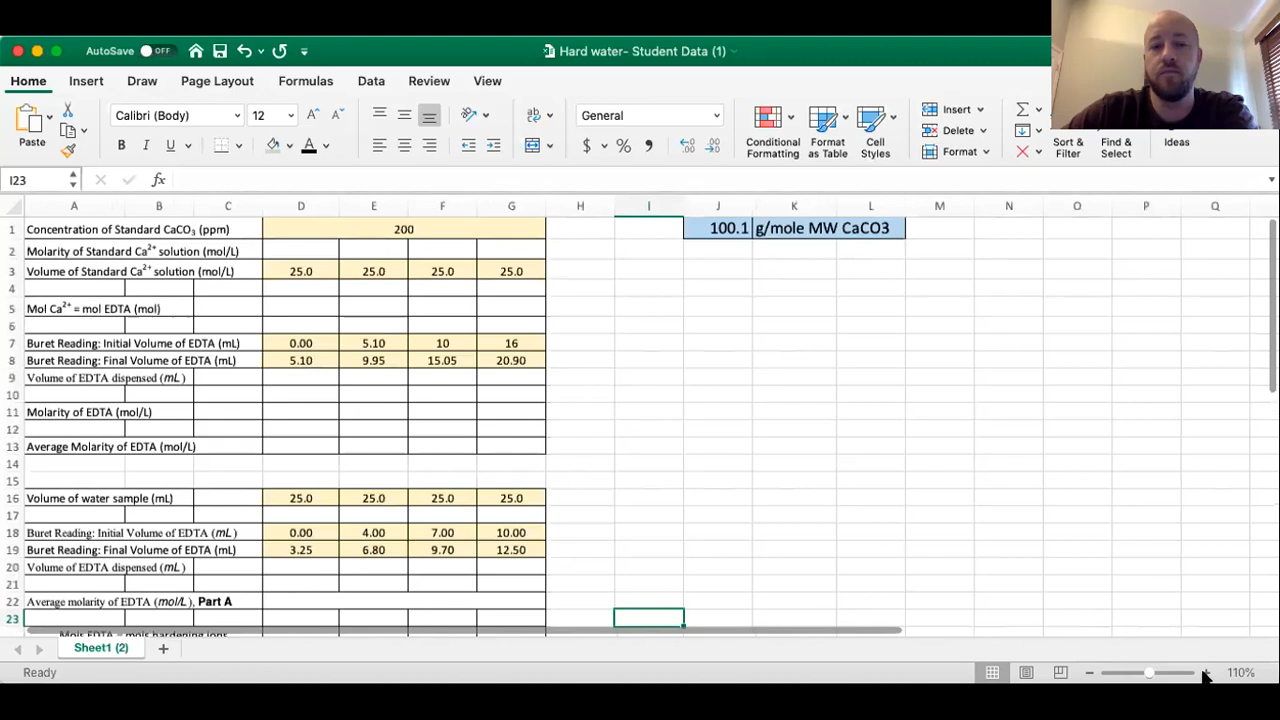 AutoSave OFF
Hard water- Student Data (1)
Home Insert Draw Page Layout Formulas Data Review View
Paste
Calibri (Body) 12
B I U
A
General
$ % 9
Conditional Formatting
Format as Table
Cell Styles
Insert
Delete
Format
Sort & Filter
Find & Select
Ideas
I23 fx
A B C D E F G H I J K L M N O P Q
1 Concentration of Standard CaCO₃ (ppm) 200 100.1 g/mole MW CaCO3
2 Molarity of Standard Ca²⁺ solution (mol/L)
3 Volume of Standard Ca²⁺ solution (mol/L) 25.0 25.0 25.0 25.0
4
5 Mol Ca²⁺ = mol EDTA (mol)
6
7 Buret Reading: Initial Volume of EDTA (mL) 0.00 5.10 10 16
8 Buret Reading: Final Volume of EDTA (mL) 5.10 9.95 15.05 20.90
9 Volume of EDTA dispensed (mL)
10
11 Molarity of EDTA (mol/L)
12
13 Average Molarity of EDTA (mol/L)
14
15
16 Volume of water sample (mL) 25.0 25.0 25.0 25.0
17
18 Buret Reading: Initial Volume of EDTA (mL) 0.00 4.00 7.00 10.00
19 Buret Reading: Final Volume of EDTA (mL) 3.25 6.80 9.70 12.50
20 Volume of EDTA dispensed (mL)
21
22 Average molarity of EDTA (mol/L), Part A
23
Mols EDTA = mols hardening ions
Sheet1 (2)
Ready 110%